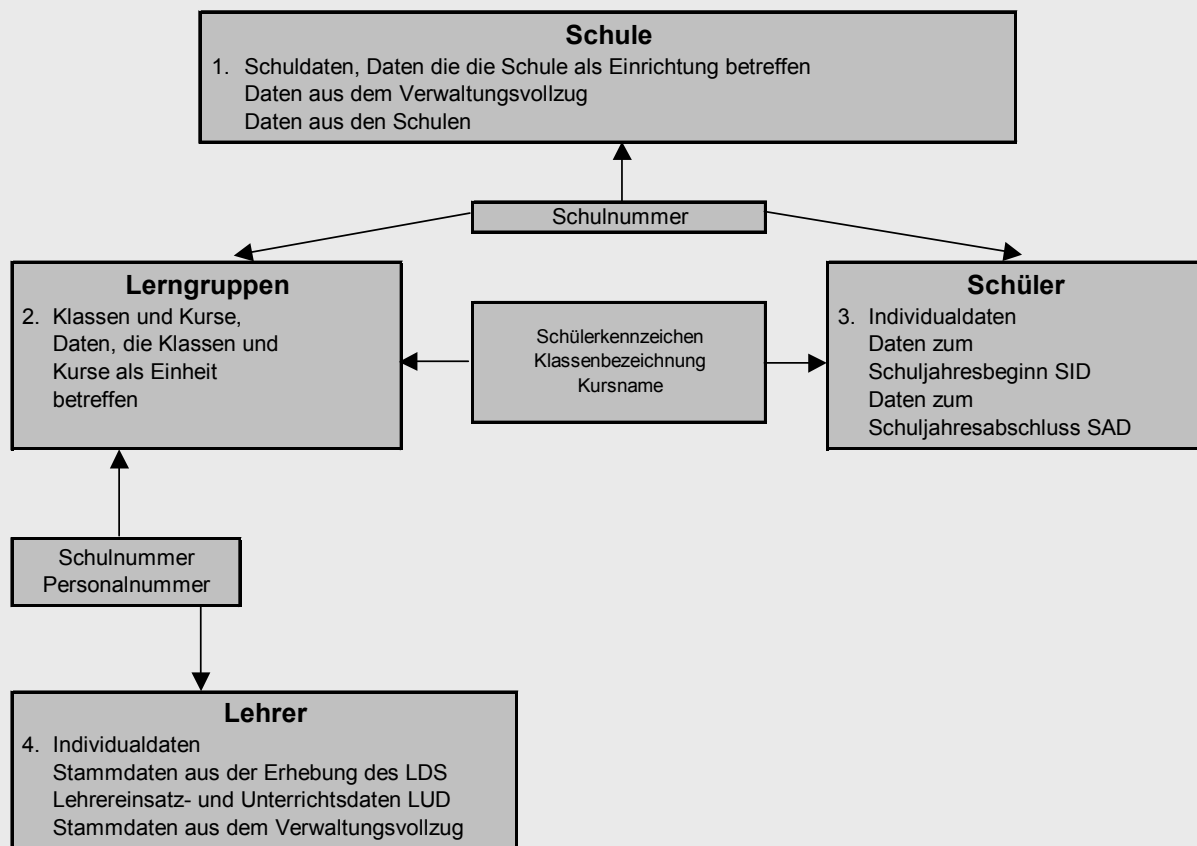 Schule
1. Schuldaten, Daten die die Schule als Einrichtung betreffen
Daten aus dem Verwaltungsvollzug
Daten aus den Schulen
Schulnummer
Lerngruppen
2. Klassen und Kurse,
Daten, die Klassen und
Kurse als Einheit
betreffen
Schülerkennzeichen
Klassenbezeichnung
Kursname
Schüler
3. Individualdaten
Daten zum
Schuljahresbeginn SID
Daten zum
Schuljahresabschluss SAD
Schulnummer
Personalnummer
Lehrer
4. Individualdaten
Stammdaten aus der Erhebung des LDS
Lehrereinsatz- und Unterrichtsdaten LUD
Stammdaten aus dem Verwaltungsvollzug